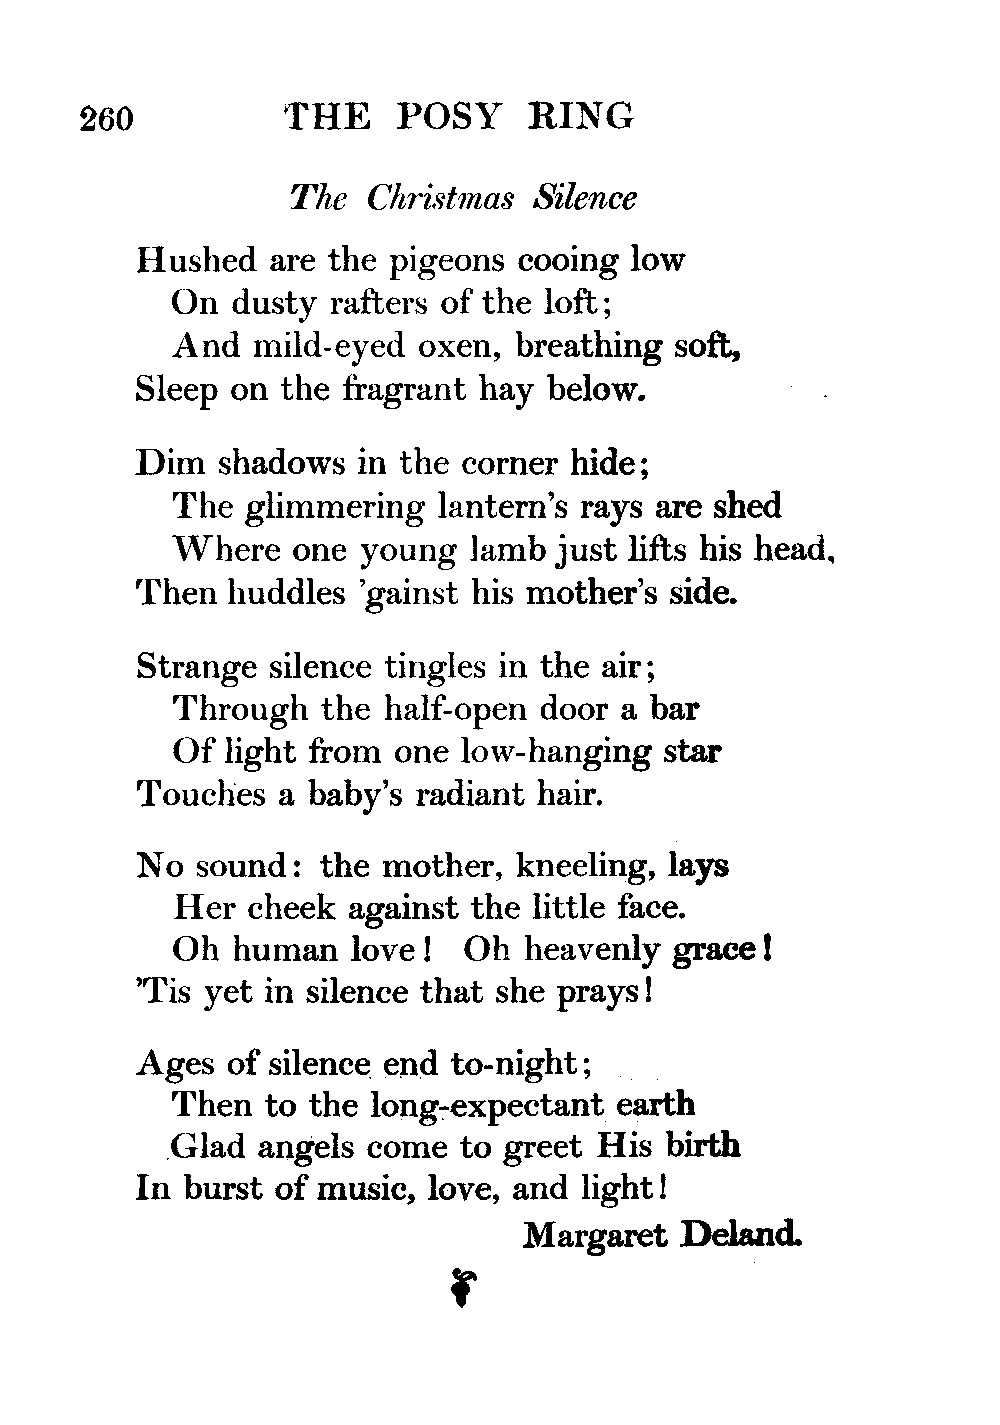 260 THE POSY RING
The Christmas Silence
Hushed are the pigeons cooing low
On dusty rafters of the loft;
And mild-eyed oxen, breathing soft,
Sleep on the fragrant hay below.
Dim shadows in the corner hide;
The glimmering lantern's rays are shed
Where one young lamb just lifts his head,
Then huddles 'gainst his mother's side.
Strange silence tingles in the air;
Through the half-open door a bar
Of light from one low-hanging star
Touches a baby's radiant hair.
No sound: the mother, kneeling, lays
Her cheek against the little face.
Oh human love! Oh heavenly grace!
'Tis yet in silence that she prays!
Ages of silence end to-night;
Then to the long-expectant earth
Glad angels come to greet His birth
In burst of music, love, and light!
Margaret Deland.